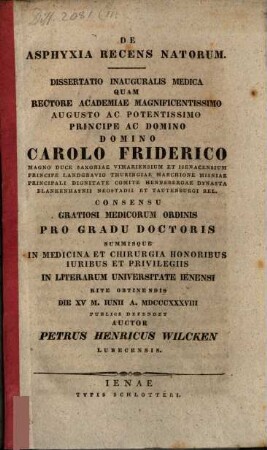 Diss. 2081 (11
DE
ASPHYXIA RECENS NATORUM.
DISSERTATIO INAUGURALIS MEDICA
QUAM
RECTORE ACADEMIAE MAGNIFICENTISSIMO
AUGUSTO AC POTENTISSIMO
PRINCIPE AC DOMINO
DOMINO
CAROLO FRIDERICO
MAGNO DUCE SAXONIAE VIMARIENSIUM ET ISENACENSIUM
PRINCIPE LANDGRAVIO THURINGIAE MARCHIONE MISNIAE
PRINCIPALI DIGNITATE COMITE HENNEBERGAE DYNASTA
BLANKENHAYNII NEOSTADII ET TAUTENBURGI REL.
CONSENSU
GRATIOSI MEDICORUM ORDINIS
PRO GRADU DOCTORIS
SUMMISQUE
IN MEDICINA ET CHIRURGIA HONORIBUS
IURIBUS ET PRIVILEGIIS
IN LITERARUM UNIVERSITATE IENENSI
RITE OBTINENDIS
DIE XV M. IUNII A. MDCCCXXXVIII
PUBLICE DEFENDET
AUCTOR
PETRUS HENRICUS WILCKEN
LUBECENSIS.
IENAE
TYPIS SCHLOTTERI.